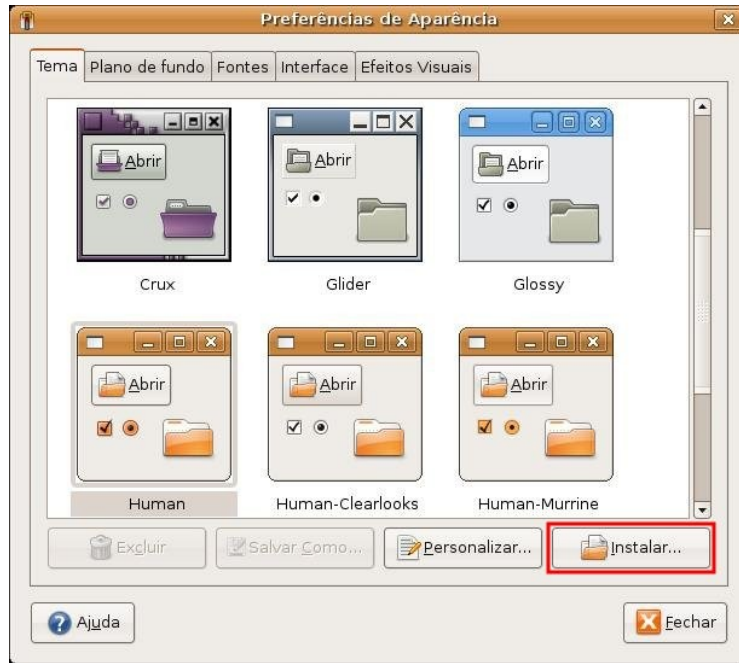 Preferências de Aparência
Tema Plano de fundo Fontes Interface Efeitos Visuais
Abrir Abrir Abrir
Crux Glider Glossy
Abrir Abrir Abrir
Human Human-Clearlooks Human-Murrine
Excluir Salvar Como... Personalizar... Instalar...
Ajuda Fechar